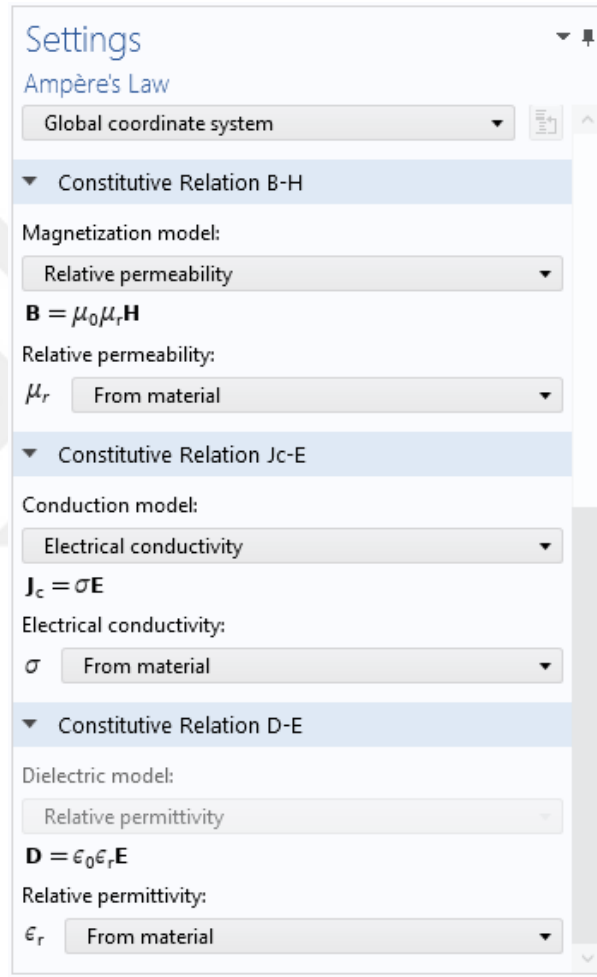 Settings
Ampère's Law
Global coordinate system
Constitutive Relation B-H
Magnetization model:
Relative permeability
B = μ₀μᵣH
Relative permeability:
μᵣ From material
Constitutive Relation Jc-E
Conduction model:
Electrical conductivity
J꜀ = σE
Electrical conductivity:
σ From material
Constitutive Relation D-E
Dielectric model:
Relative permittivity
D = ϵ₀ϵᵣE
Relative permittivity:
ϵᵣ From material